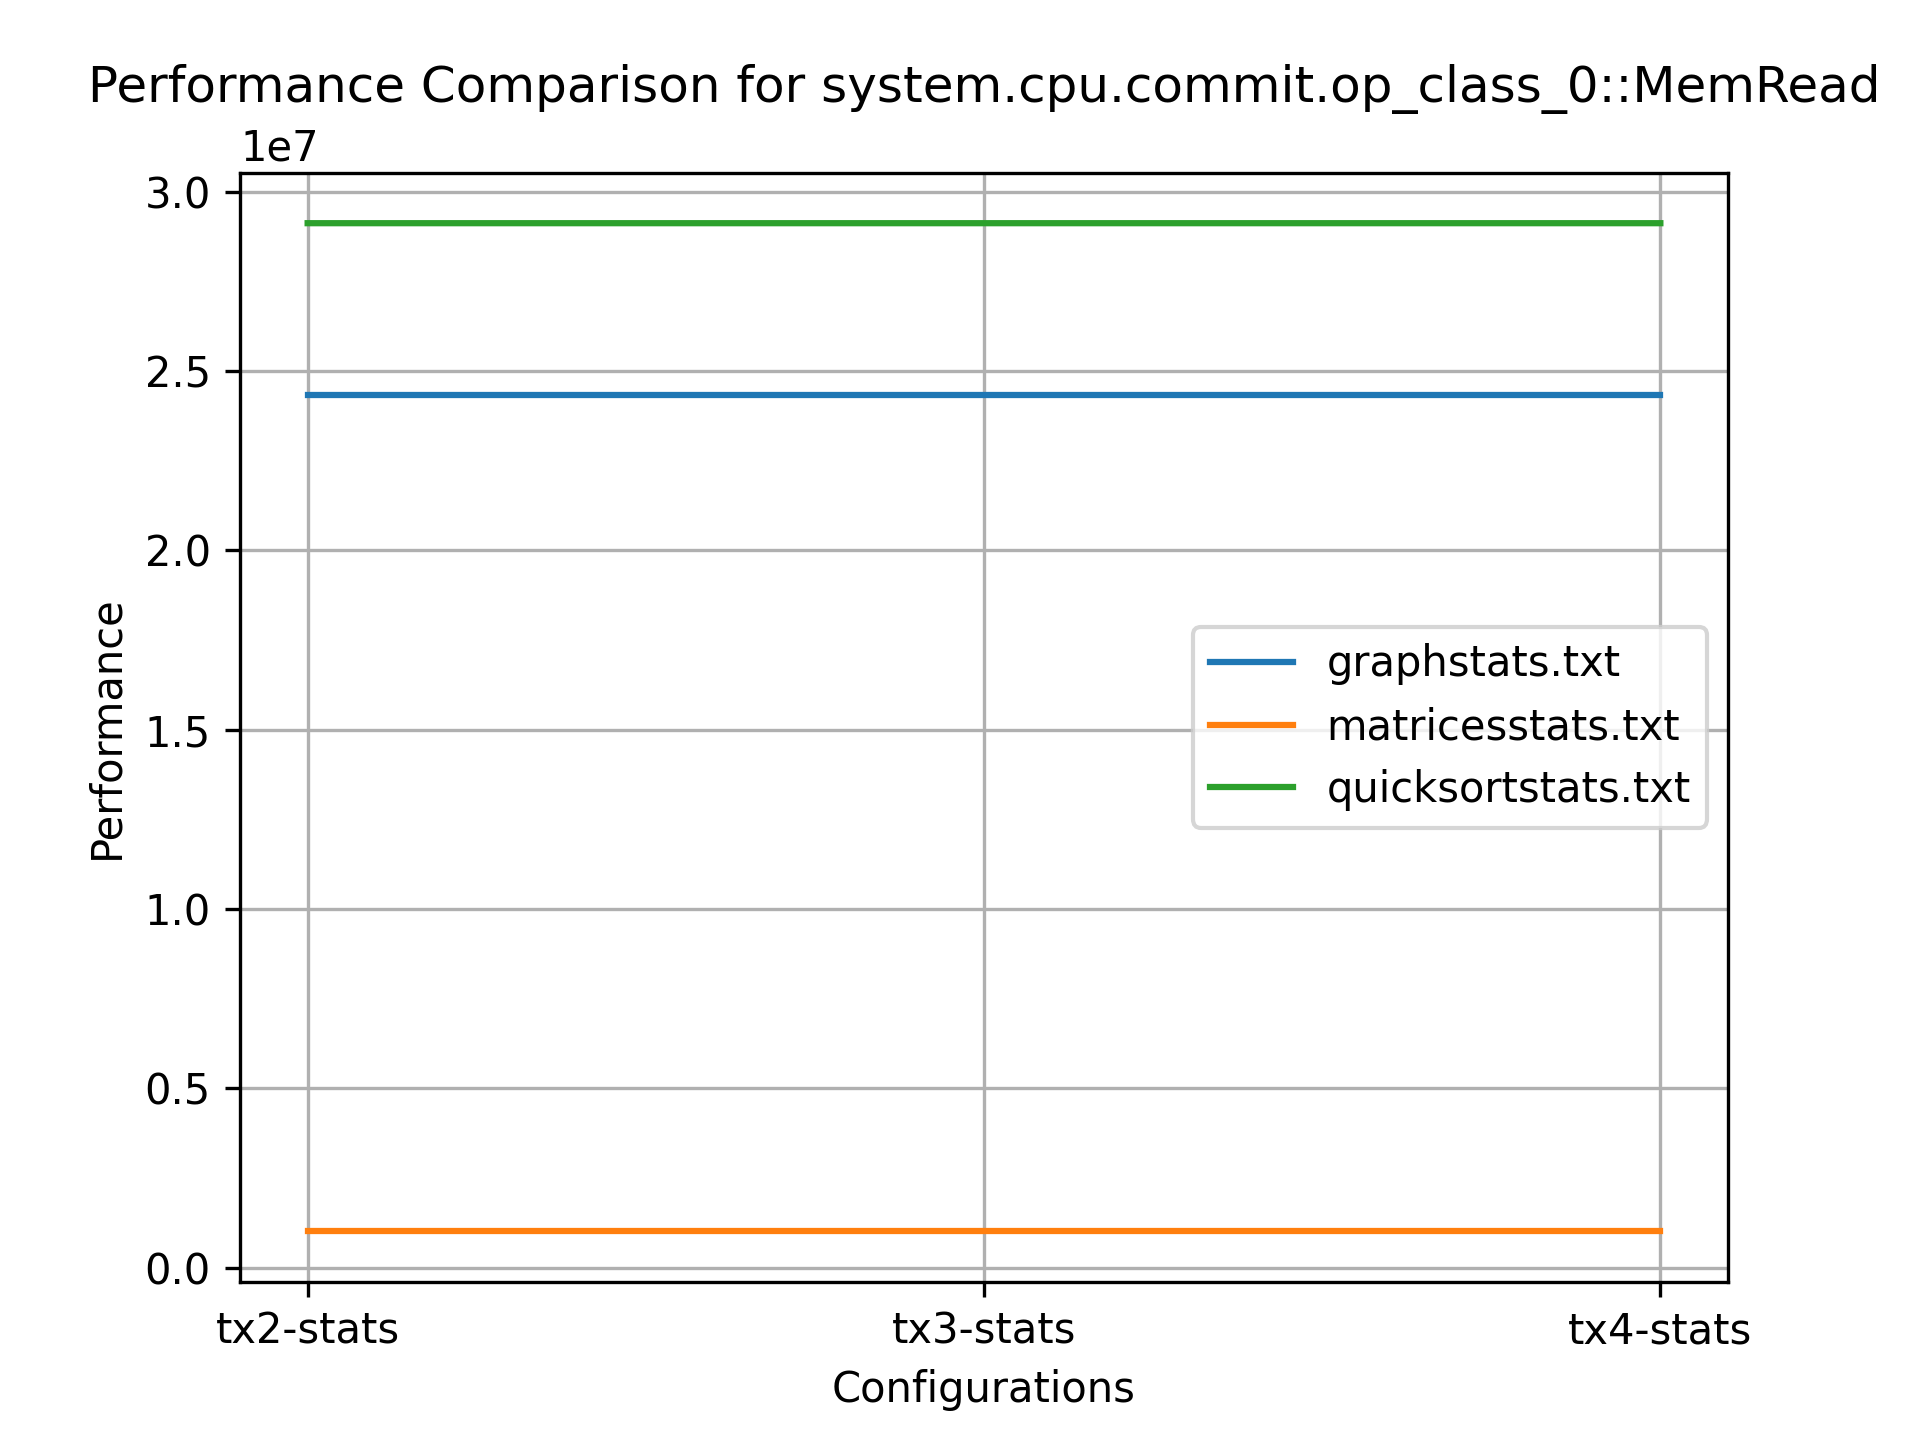 Performance Comparison for system.cpu.commit.op_class_0::MemRead
1e7
3.0
2.5
2.0
1.5
1.0
0.5
0.0
Performance
graphstats.txt
matricesstats.txt
quicksortstats.txt
tx2-stats tx3-stats tx4-stats
Configurations